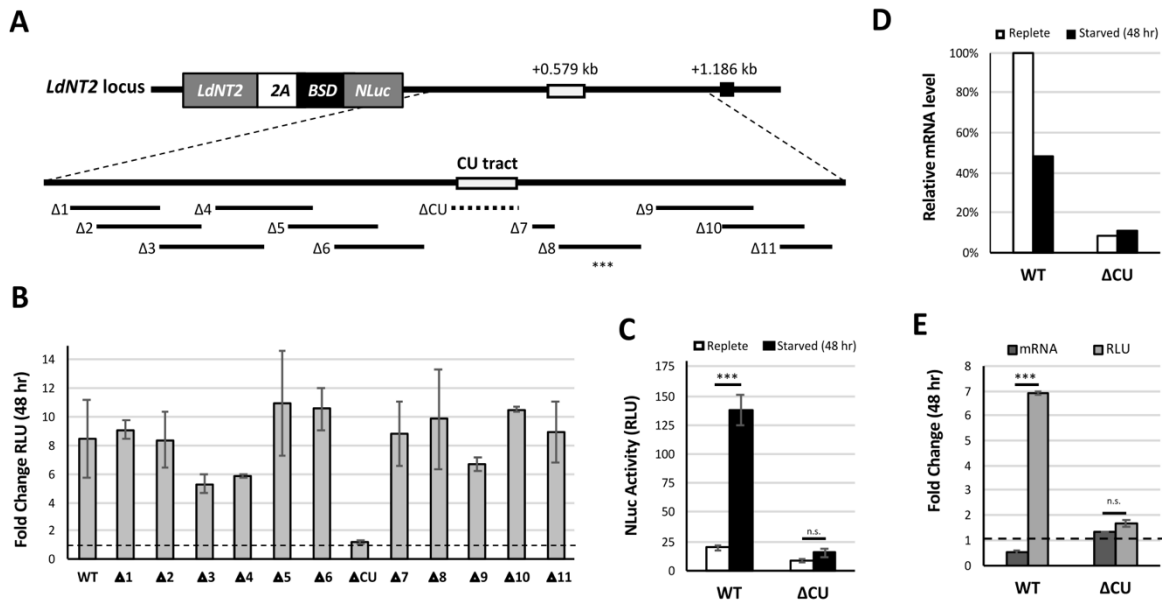 A
LdNT2 locus
LdNT2 2A BSD NLuc
+0.579 kb
+1.186 kb
CU tract
Δ1 Δ4 ΔCU Δ9
Δ2 Δ5 Δ7 Δ10
Δ3 Δ6 Δ8 Δ11
***
B
Fold Change RLU (48 hr)
14
12
10
8
6
4
2
0
WT Δ1 Δ2 Δ3 Δ4 Δ5 Δ6 ΔCU Δ7 Δ8 Δ9 Δ10 Δ11
C
Replete Starved (48 hr)
NLuc Activity (RLU)
175
150
125
100
75
50
25
0
***
n.s.
WT ΔCU
D
Replete Starved (48 hr)
Relative mRNA level
100%
80%
60%
40%
20%
0%
WT ΔCU
E
mRNA RLU
Fold Change (48 hr)
8
7
6
5
4
3
2
1
0
***
n.s.
WT ΔCU